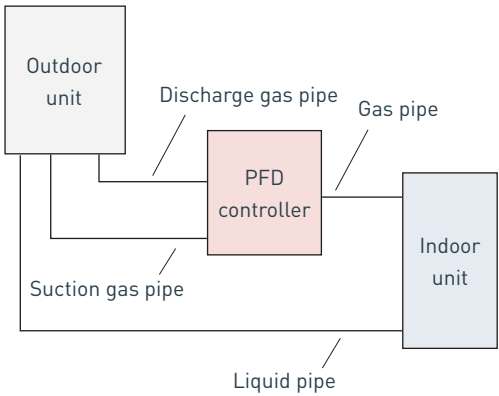 Outdoor
unit
Discharge gas pipe
Gas pipe
PFD
controller
Indoor
unit
Suction gas pipe
Liquid pipe